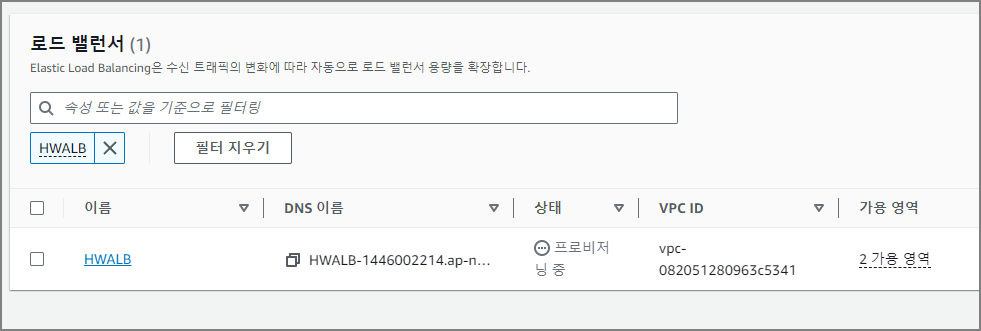 로드 밸런서 (1)
Elastic Load Balancing은 수신 트래픽의 변화에 따라 자동으로 로드 밸런서 용량을 확장합니다.
속성 또는 값을 기준으로 필터링
HWALB 필터 지우기
이름 DNS 이름 상태 VPC ID 가용 영역
HWALB HWALB-1446002214.ap-n... 프로비저 vpc- 2 가용 영역
닝 중 082051280963c5341